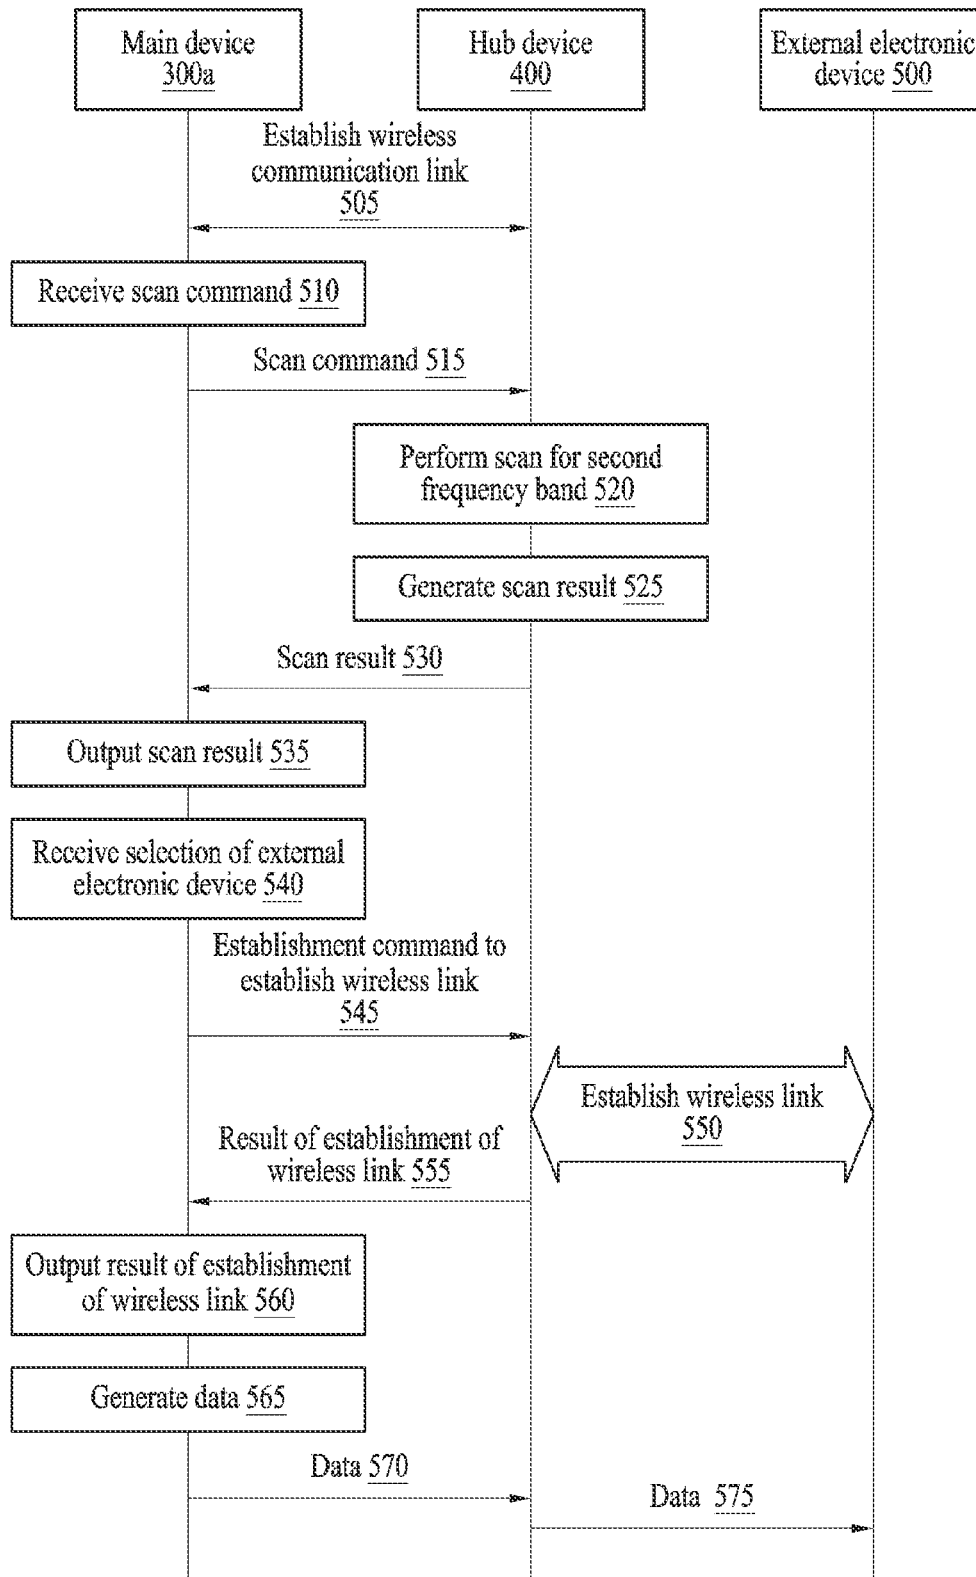 Main device
300a
Hub device
400
External electronic
device 500
Establish wireless
communication link
505
Receive scan command 510
Scan command 515
Perform scan for second
frequency band 520
Generate scan result 525
Scan result 530
Output scan result 535
Receive selection of external
electronic device 540
Establishment command to
establish wireless link
545
Establish wireless link
550
Result of establishment of
wireless link 555
Output result of establishment
of wireless link 560
Generate data 565
Data 570
Data 575